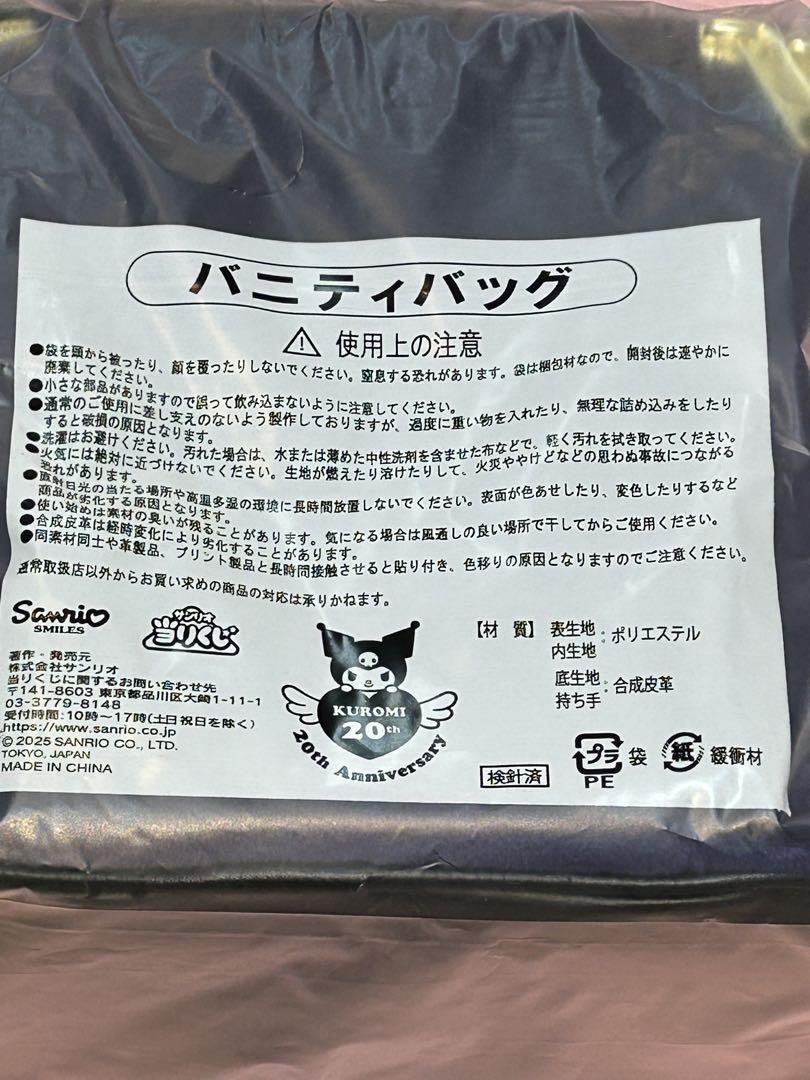 バニティバッグ
⚠ 使用上の注意
●袋を頭から被ったり、顔を覆ったりしないでください。窒息する恐れがあります。袋は梱包材なので、開封後は速やかに
廃棄してください。
●小さな部品がありますので誤って飲み込まないように注意してください。
●通常のご使用に差し支えのないよう製作しておりますが、過度に重い物を入れたり、無理な詰め込みをしたり
すると破損の原因となります。
●洗濯はお避けください。汚れた場合は、水または薄めた中性洗剤を含ませた布などで、軽く汚れを拭き取ってください。
●火気には絶対に近づけないでください。生地が燃えたり溶けたりして、火災ややけどなどの思わぬ事故につながる
恐れがあります。
●直射日光の当たる場所や高温多湿の環境に長時間放置しないでください。表面が色あせしたり、変色したりするなど
商品が劣化する原因となります。
●使い始めは素材の臭いが残ることがあります。気になる場合は風通しの良い場所で干してからご使用ください。
●合成皮革は経時変化により劣化することがあります。
●同素材同士や革製品、プリント製品と長時間接触させると貼り付き、色移りの原因となりますのでご注意ください。
通常取扱店以外からお買い求めの商品の対応は承りかねます。
Sanrio
SMILES
サンリオ
当りくじ
著作・発売元
株式会社サンリオ
当りくじに関するお問い合わせ先
〒141-8603 東京都品川区大崎1-11-1
03-3779-8148
受付時間:10時〜17時(土日祝日を除く)
https://www.sanrio.co.jp
© 2025 SANRIO CO., LTD.
TOKYO, JAPAN
MADE IN CHINA
KUROMI
20th
20th Anniversary
【材 質】表生地
内生地 : ポリエステル
底生地
持ち手 : 合成皮革
検針済
プラ 袋
PE
紙 緩衝材